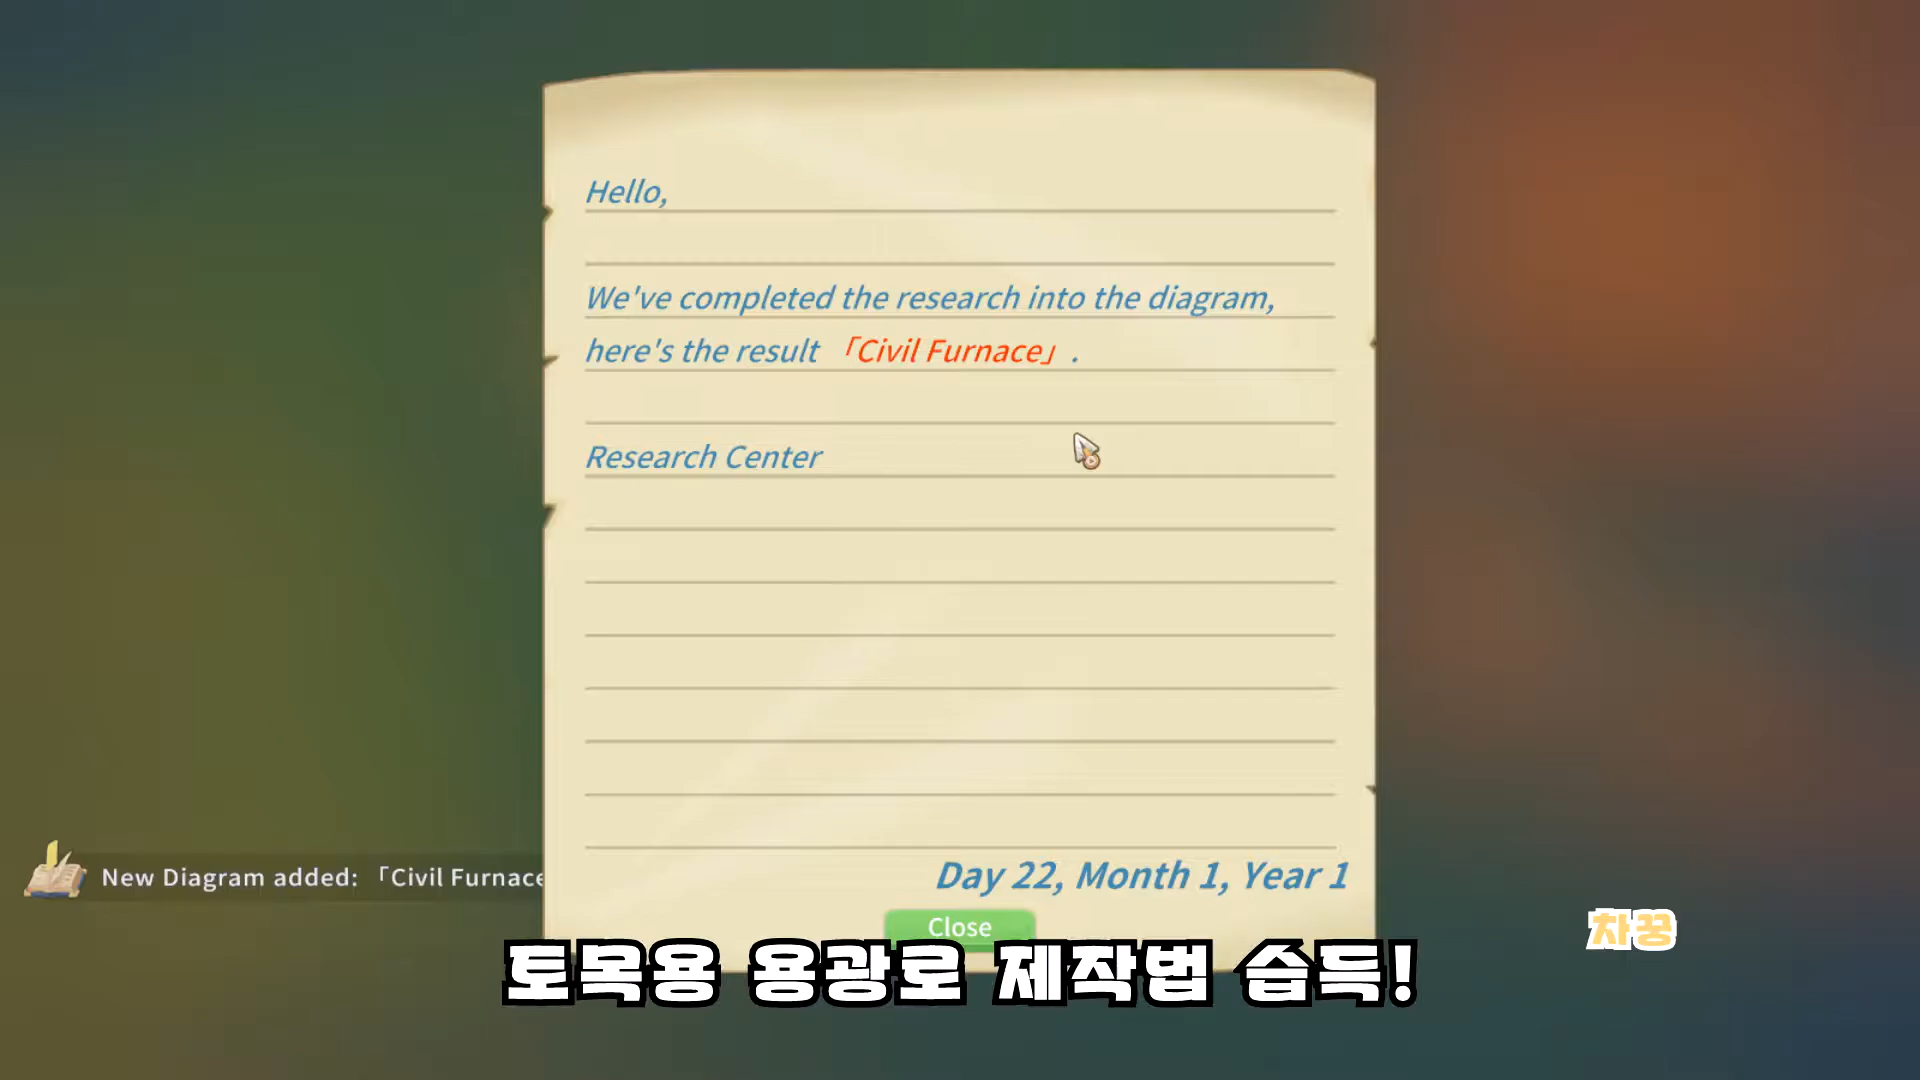 Hello,
We've completed the research into the diagram,
here's the result 「Civil Furnace」 .
Research Center
New Diagram added: 「Civil Furnace
Day 22, Month 1, Year 1
Close
차꿍
토목용 용광로 제작법 습득!